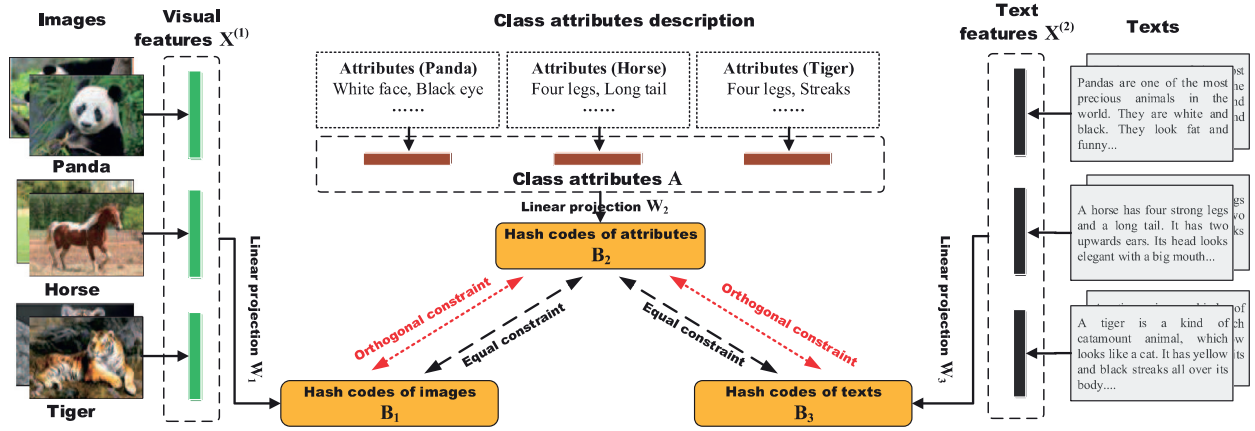 Images
Visual
features X(1)
Class attributes description
Text
features X(2)
Texts
Attributes (Panda)
White face, Black eye
......
Attributes (Horse)
Four legs, Long tail
......
Attributes (Tiger)
Four legs, Streaks
......
Class attributes A
Panda
Horse
Tiger
Pandas are one of the most
precious animals in the
world. They are white and
black. They look fat and
funny...
A horse has four strong legs
and a long tail. It has two
upwards ears. Its head looks
elegant with a big mouth...
A tiger is a kind of
catamount animal, which
looks like a cat. It has yellow
and black streaks all over its
body....
Linear projection W2
Hash codes of attributes
B2
Linear projection W1
Linear projection W3
Orthogonal constraint
Equal constraint
Equal constraint
Orthogonal constraint
Hash codes of images
B1
Hash codes of texts
B3